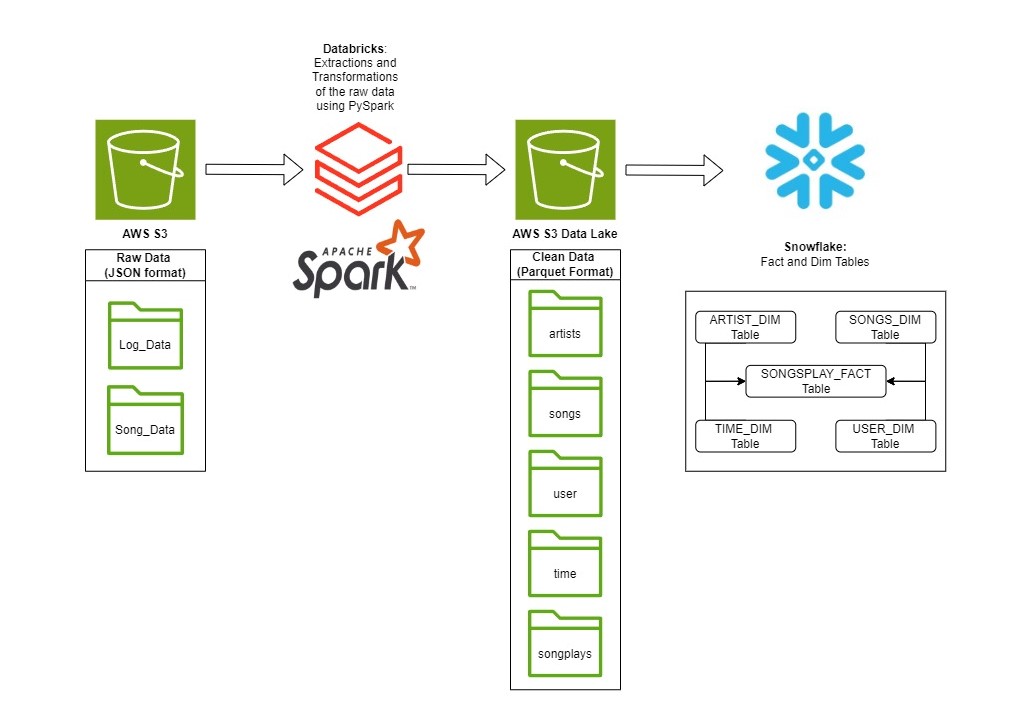 Databricks:
Extractions and
Transformations
of the raw data
using PySpark
APACHE
Spark™
AWS S3
Raw Data
(JSON format)
Log_Data
Song_Data
AWS S3 Data Lake
Clean Data
(Parquet Format)
artists
songs
user
time
songplays
Snowflake:
Fact and Dim Tables
ARTIST_DIM
Table
SONGS_DIM
Table
SONGSPLAY_FACT
Table
TIME_DIM
Table
USER_DIM
Table